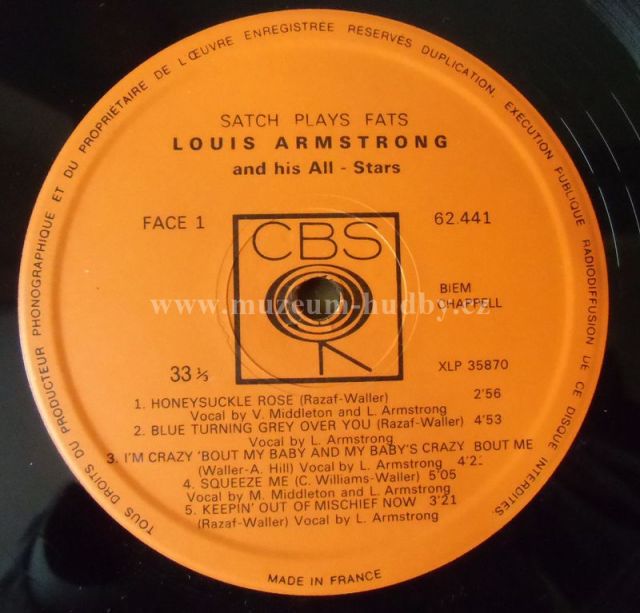 TOUS DROITS DU PRODUCTEUR PHONOGRAPHIQUE ET DU PROPRIÉTAIRE DE L'ŒUVRE ENREGISTRÉE RESERVÉS DUPLICATION. EXECUTION PUBLIQUE RADIODIFFUSION DE CE DISQUE INTERDITES.
SATCH PLAYS FATS
LOUIS ARMSTRONG
and his All - Stars
FACE 1
62.441
CBS
BIEM
CHAPPELL
www.muzeum-hudby.cz
33 ⅓
XLP 35870
1. HONEYSUCKLE ROSE (Razaf-Waller) 2'56
Vocal by V. Middleton and L. Armstrong
2. BLUE TURNING GREY OVER YOU (Razaf-Waller) 4'53
Vocal by L. Armstrong
3. I'M CRAZY 'BOUT MY BABY AND MY BABY'S CRAZY BOUT ME
(Waller-A. Hill) Vocal by L. Armstrong
4. SQUEEZE ME (C. Williams-Waller) 5'05
Vocal by M. Middleton and L. Armstrong
5. KEEPIN' OUT OF MISCHIEF NOW 3'21
(Razaf-Waller) Vocal by L. Armstrong
MADE IN FRANCE